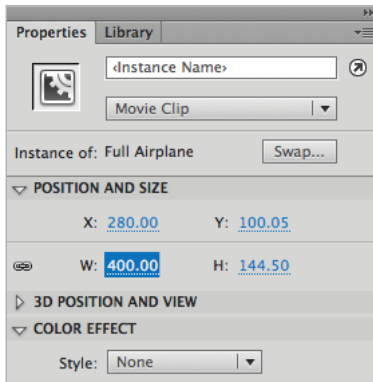 Properties Library
‹Instance Name›
Movie Clip
Instance of: Full Airplane Swap...
POSITION AND SIZE
X: 280.00 Y: 100.05
W: 400.00 H: 144.50
3D POSITION AND VIEW
COLOR EFFECT
Style: None